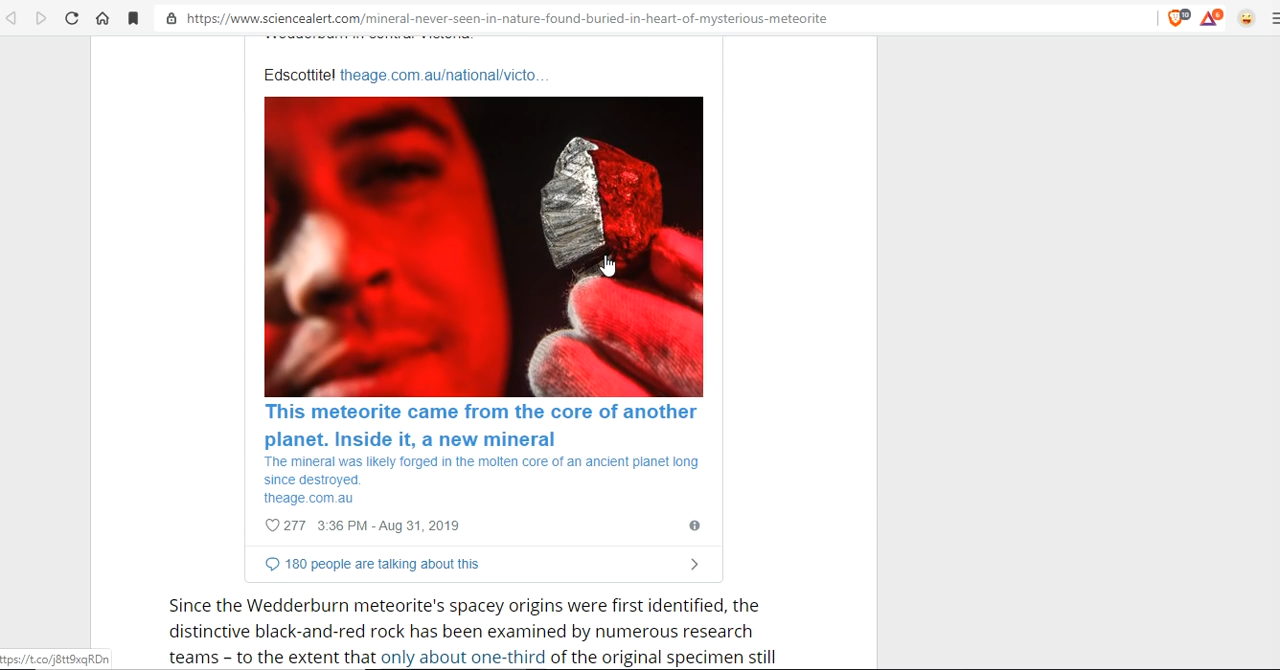 https://www.sciencealert.com/mineral-never-seen-in-nature-found-buried-in-heart-of-mysterious-meteorite
10
6
Wedderburn in central Victoria.
Edscottite! theage.com.au/national/victo…
This meteorite came from the core of another
planet. Inside it, a new mineral
The mineral was likely forged in the molten core of an ancient planet long
since destroyed.
theage.com.au
277 3:36 PM - Aug 31, 2019
180 people are talking about this
Since the Wedderburn meteorite's spacey origins were first identified, the
distinctive black-and-red rock has been examined by numerous research
teams – to the extent that only about one-third of the original specimen still
ttps://t.co/j8tt9xqRDn